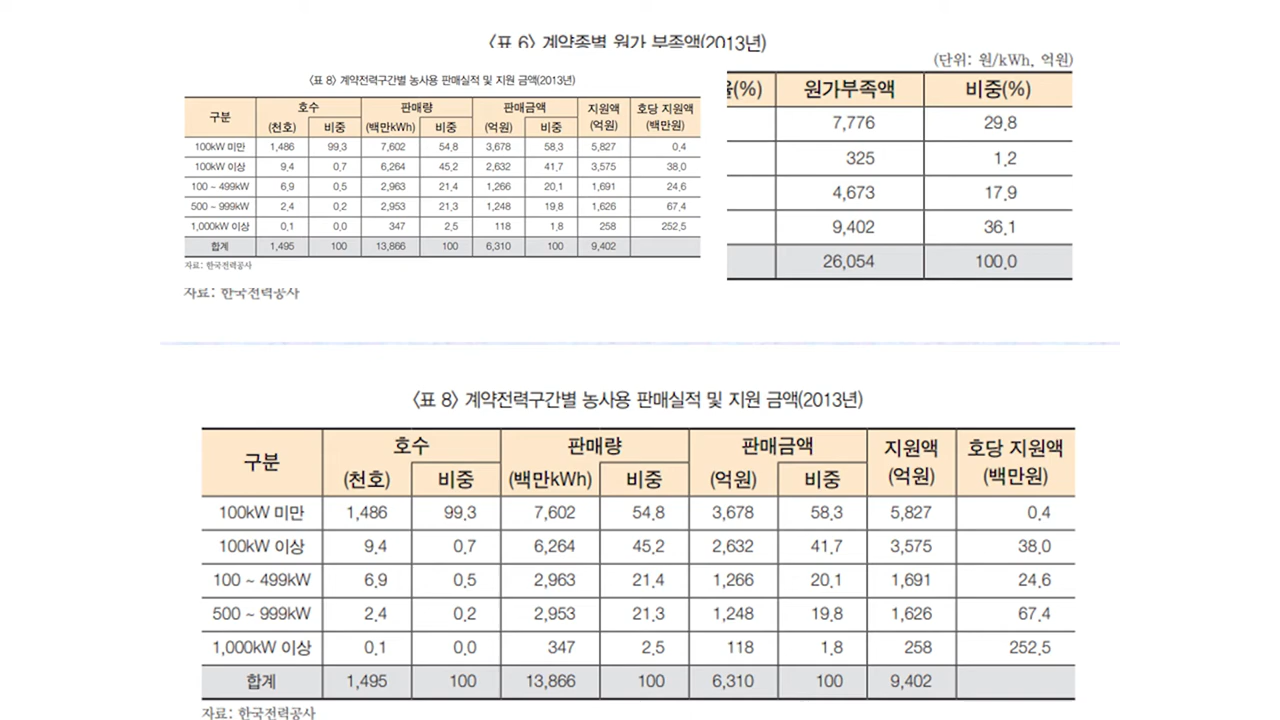 〈표 6〉 계약종별 원가 부족액(2013년)
(단위: 원/kWh, 억원)
〈표 8〉 계약전력구간별 농사용 판매실적 및 지원 금액(2013년)
구분 호수 판매량 판매금액 지원액 (억원) 호당 지원액 (백만원)
(천호) 비중 (백만kWh) 비중 (억원) 비중
100kW 미만 1,486 99.3 7,602 54.8 3,678 58.3 5,827 0.4
100kW 이상 9.4 0.7 6,264 45.2 2,632 41.7 3,575 38.0
100 ~ 499kW 6.9 0.5 2,963 21.4 1,266 20.1 1,691 24.6
500 ~ 999kW 2.4 0.2 2,953 21.3 1,248 19.8 1,626 67.4
1,000kW 이상 0.1 0.0 347 2.5 118 1.8 258 252.5
합계 1,495 100 13,866 100 6,310 100 9,402
자료: 한국전력공사
(%) 원가부족액 비중(%)
7,776 29.8
325 1.2
4,673 17.9
9,402 36.1
26,054 100.0
자료: 한국전력공사
〈표 8〉 계약전력구간별 농사용 판매실적 및 지원 금액(2013년)
구분 호수 판매량 판매금액 지원액 (억원) 호당 지원액 (백만원)
(천호) 비중 (백만kWh) 비중 (억원) 비중
100kW 미만 1,486 99.3 7,602 54.8 3,678 58.3 5,827 0.4
100kW 이상 9.4 0.7 6,264 45.2 2,632 41.7 3,575 38.0
100 ~ 499kW 6.9 0.5 2,963 21.4 1,266 20.1 1,691 24.6
500 ~ 999kW 2.4 0.2 2,953 21.3 1,248 19.8 1,626 67.4
1,000kW 이상 0.1 0.0 347 2.5 118 1.8 258 252.5
합계 1,495 100 13,866 100 6,310 100 9,402
자료: 한국전력공사